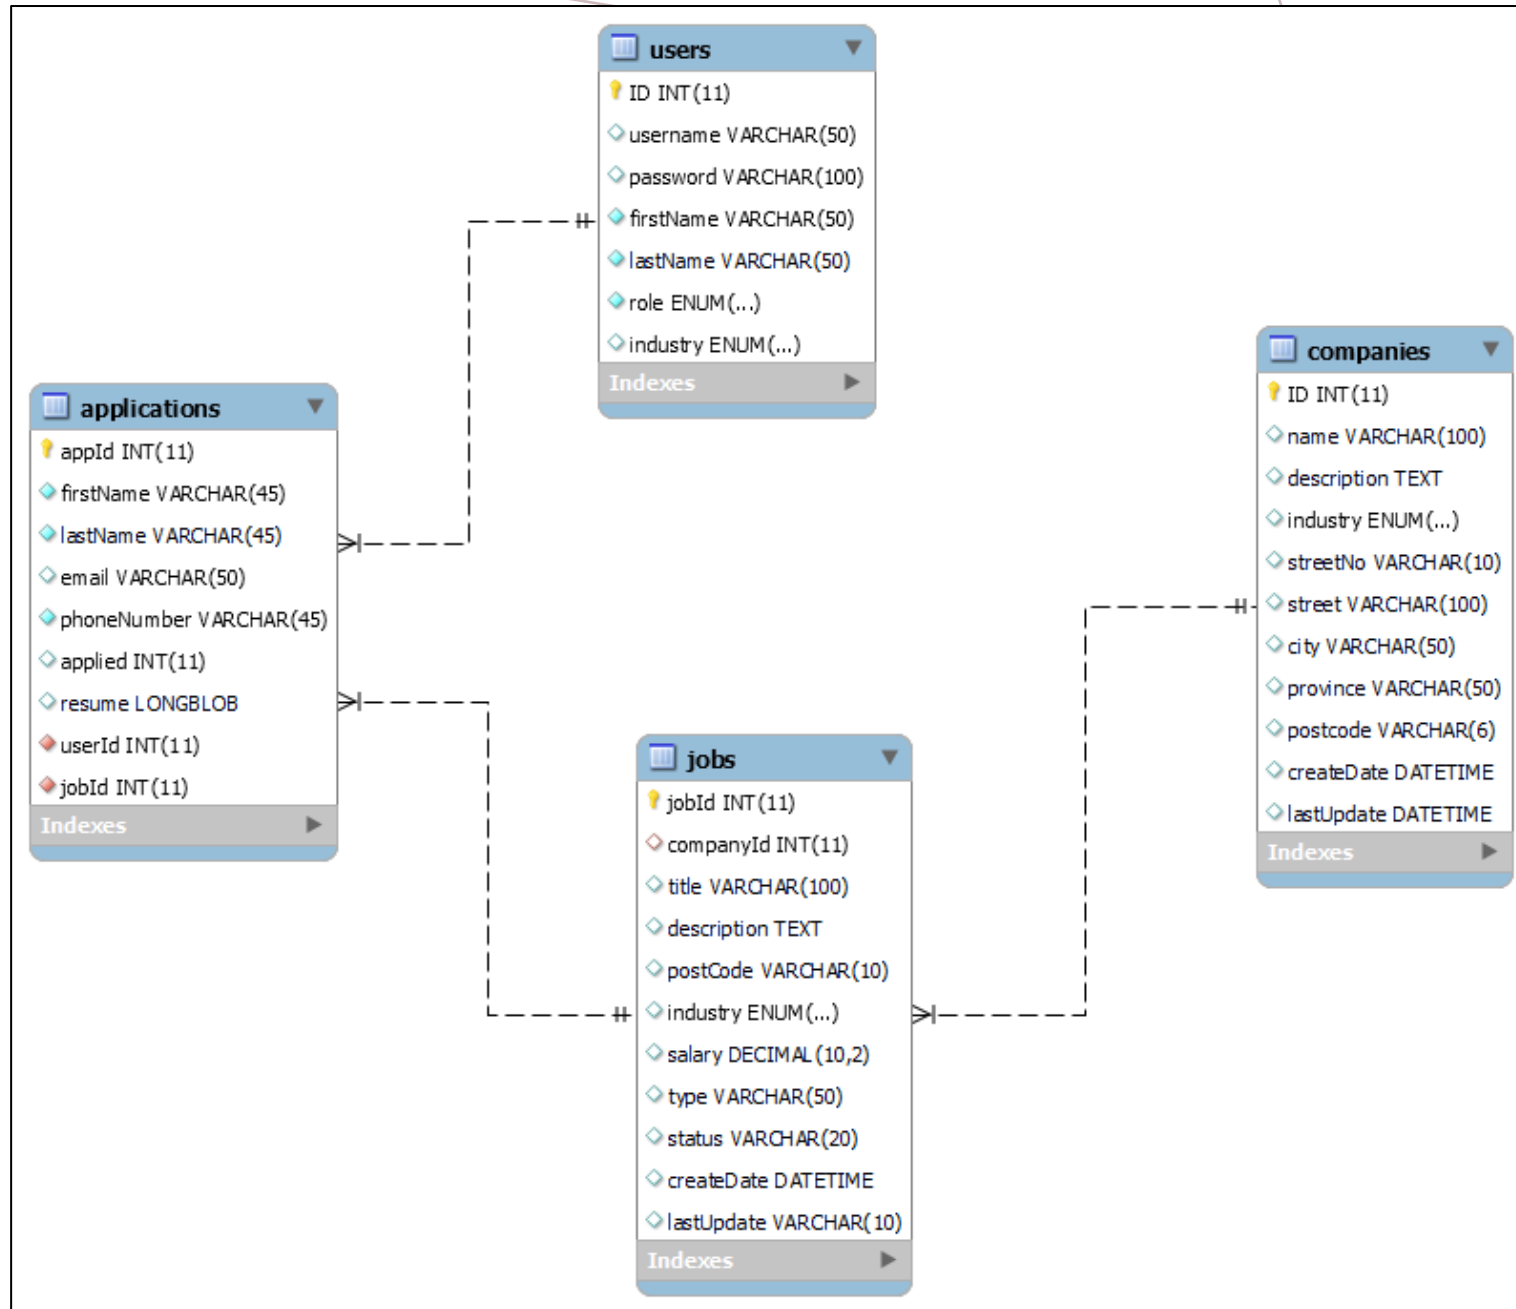 users
ID INT(11)
username VARCHAR(50)
password VARCHAR(100)
firstName VARCHAR(50)
lastName VARCHAR(50)
role ENUM(...)
industry ENUM(...)
Indexes
applications
appId INT(11)
firstName VARCHAR(45)
lastName VARCHAR(45)
email VARCHAR(50)
phoneNumber VARCHAR(45)
applied INT(11)
resume LONGBLOB
userId INT(11)
jobId INT(11)
Indexes
jobs
jobId INT(11)
companyId INT(11)
title VARCHAR(100)
description TEXT
postCode VARCHAR(10)
industry ENUM(...)
salary DECIMAL(10,2)
type VARCHAR(50)
status VARCHAR(20)
createDate DATETIME
lastUpdate VARCHAR(10)
Indexes
companies
ID INT(11)
name VARCHAR(100)
description TEXT
industry ENUM(...)
streetNo VARCHAR(10)
street VARCHAR(100)
city VARCHAR(50)
province VARCHAR(50)
postcode VARCHAR(6)
createDate DATETIME
lastUpdate DATETIME
Indexes